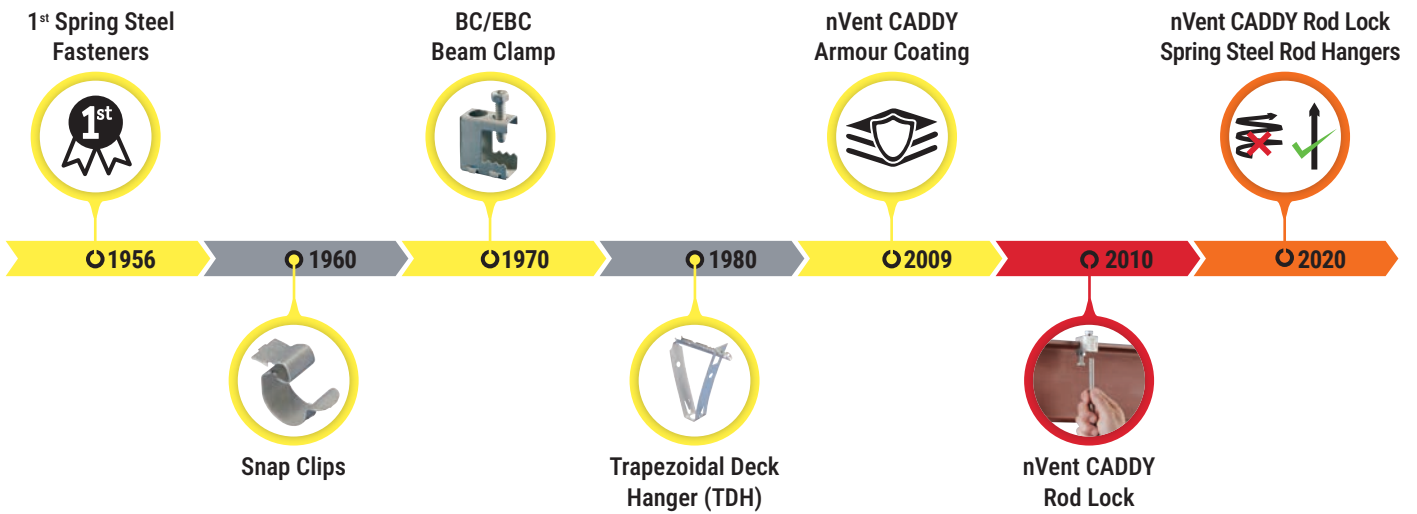 1st Spring Steel
Fasteners
BC/EBC
Beam Clamp
nVent CADDY
Armour Coating
nVent CADDY Rod Lock
Spring Steel Rod Hangers
1st
1956
1960
1970
1980
2009
2010
2020
Snap Clips
Trapezoidal Deck
Hanger (TDH)
nVent CADDY
Rod Lock